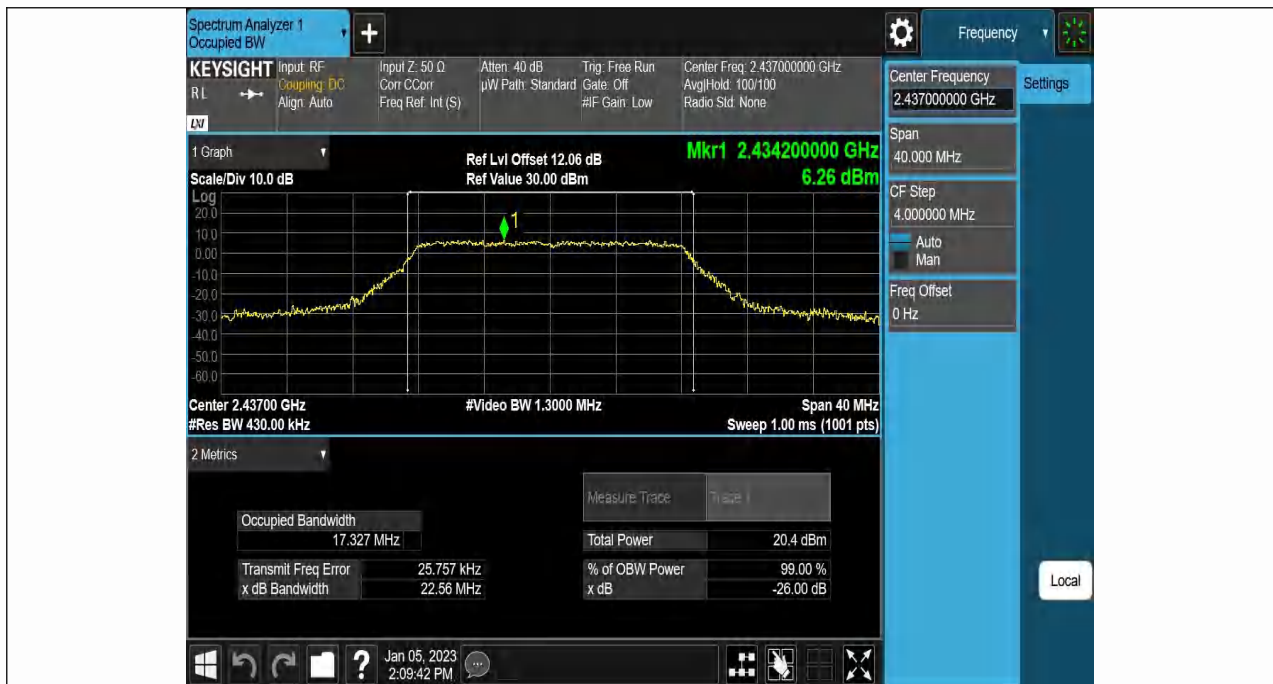 Spectrum Analyzer 1
Occupied BW
+
Frequency
KEYSIGHT
R L
LXI
Input: RF
Coupling: DC
Align: Auto
Input Z: 50 Ω
Corr CCorr
Freq Ref: Int (S)
Atten: 40 dB
µW Path: Standard
Trig: Free Run
Gate: Off
#IF Gain: Low
Center Freq: 2.437000000 GHz
Avg|Hold: 100/100
Radio Std: None
Center Frequency
2.437000000 GHz
Settings
Span
40.000 MHz
CF Step
4.000000 MHz
Auto
Man
Freq Offset
0 Hz
Local
1 Graph
Scale/Div 10.0 dB
Ref Lvl Offset 12.06 dB
Ref Value 30.00 dBm
Mkr1 2.434200000 GHz
6.26 dBm
Log
20.0
10.0
0.00
-10.0
-20.0
-30.0
-40.0
-50.0
-60.0
1
Center 2.43700 GHz
#Res BW 430.00 kHz
#Video BW 1.3000 MHz
Span 40 MHz
Sweep 1.00 ms (1001 pts)
2 Metrics
Measure Trace
Trace 1
Occupied Bandwidth
17.327 MHz
Total Power
20.4 dBm
Transmit Freq Error
25.757 kHz
% of OBW Power
99.00 %
x dB Bandwidth
22.56 MHz
x dB
-26.00 dB
?
Jan 05, 2023
2:09:42 PM